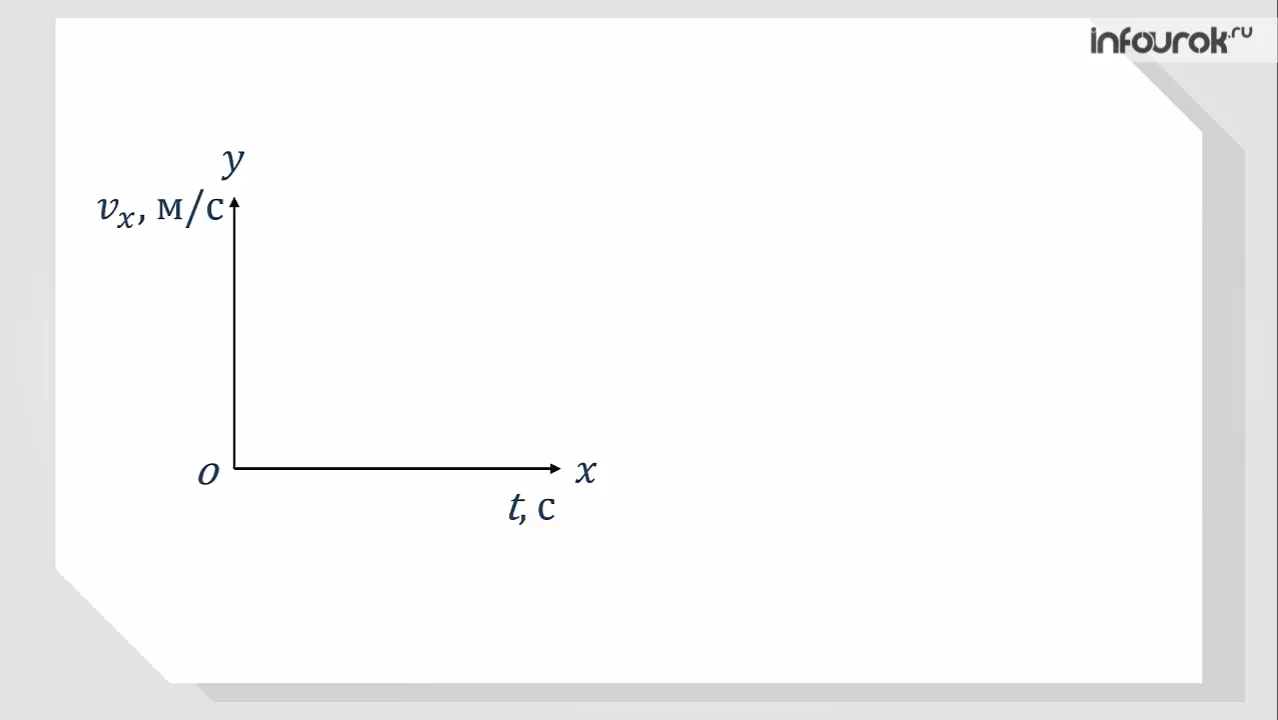 infourok.ru
y
vₓ, м/с
o
x
t, с